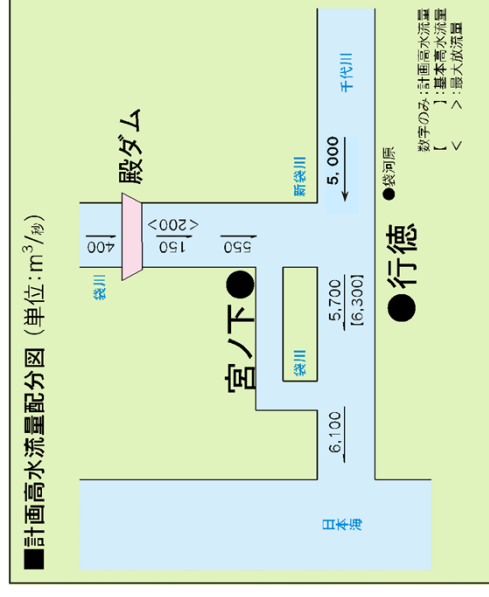 ■計画高水流量配分図（単位:m³/秒）
袋川
400
殿ダム
150
<200>
550
宮ノ下
袋川
新袋川
千代川
5,000
袋河原
行徳
5,700
【6,300】
6,100
日本海
数字のみ:計画高水流量
【　　】:基本高水流量
<　　>:最大放流量